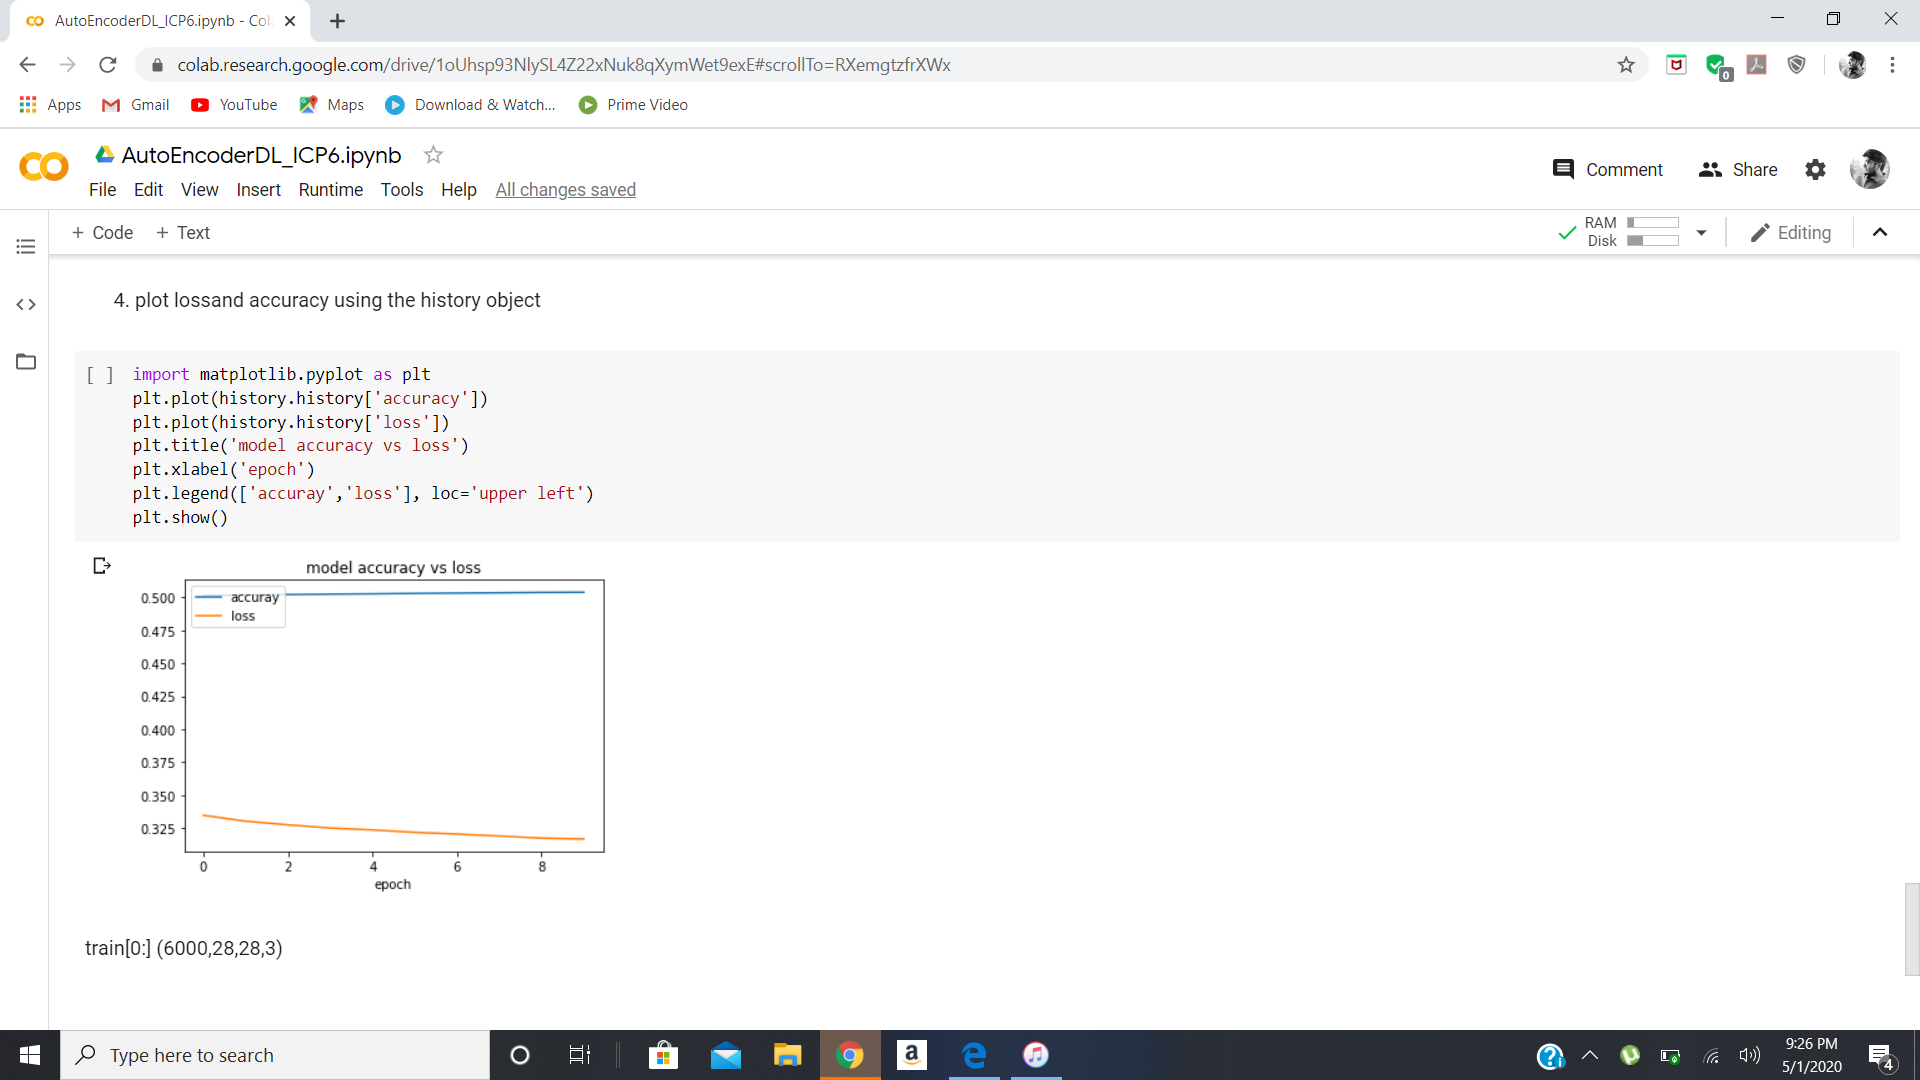 AutoEncoderDL_ICP6.ipynb - Col
colab.research.google.com/drive/1oUhsp93NlySL4Z22xNuk8qXymWet9exE#scrollTo=RXemgtzfrXWx
0
Apps Gmail YouTube Maps Download & Watch... Prime Video
AutoEncoderDL_ICP6.ipynb
File Edit View Insert Runtime Tools Help All changes saved
Comment Share
+ Code + Text
RAM
Disk
Editing
4. plot lossand accuracy using the history object
[ ] import matplotlib.pyplot as plt
plt.plot(history.history['accuracy'])
plt.plot(history.history['loss'])
plt.title('model accuracy vs loss')
plt.xlabel('epoch')
plt.legend(['accuray','loss'], loc='upper left')
plt.show()
model accuracy vs loss
accuray
loss
0.500
0.475
0.450
0.425
0.400
0.375
0.350
0.325
0 2 4 6 8
epoch
train[0:] (6000,28,28,3)
Type here to search
a
9:26 PM
5/1/2020
4